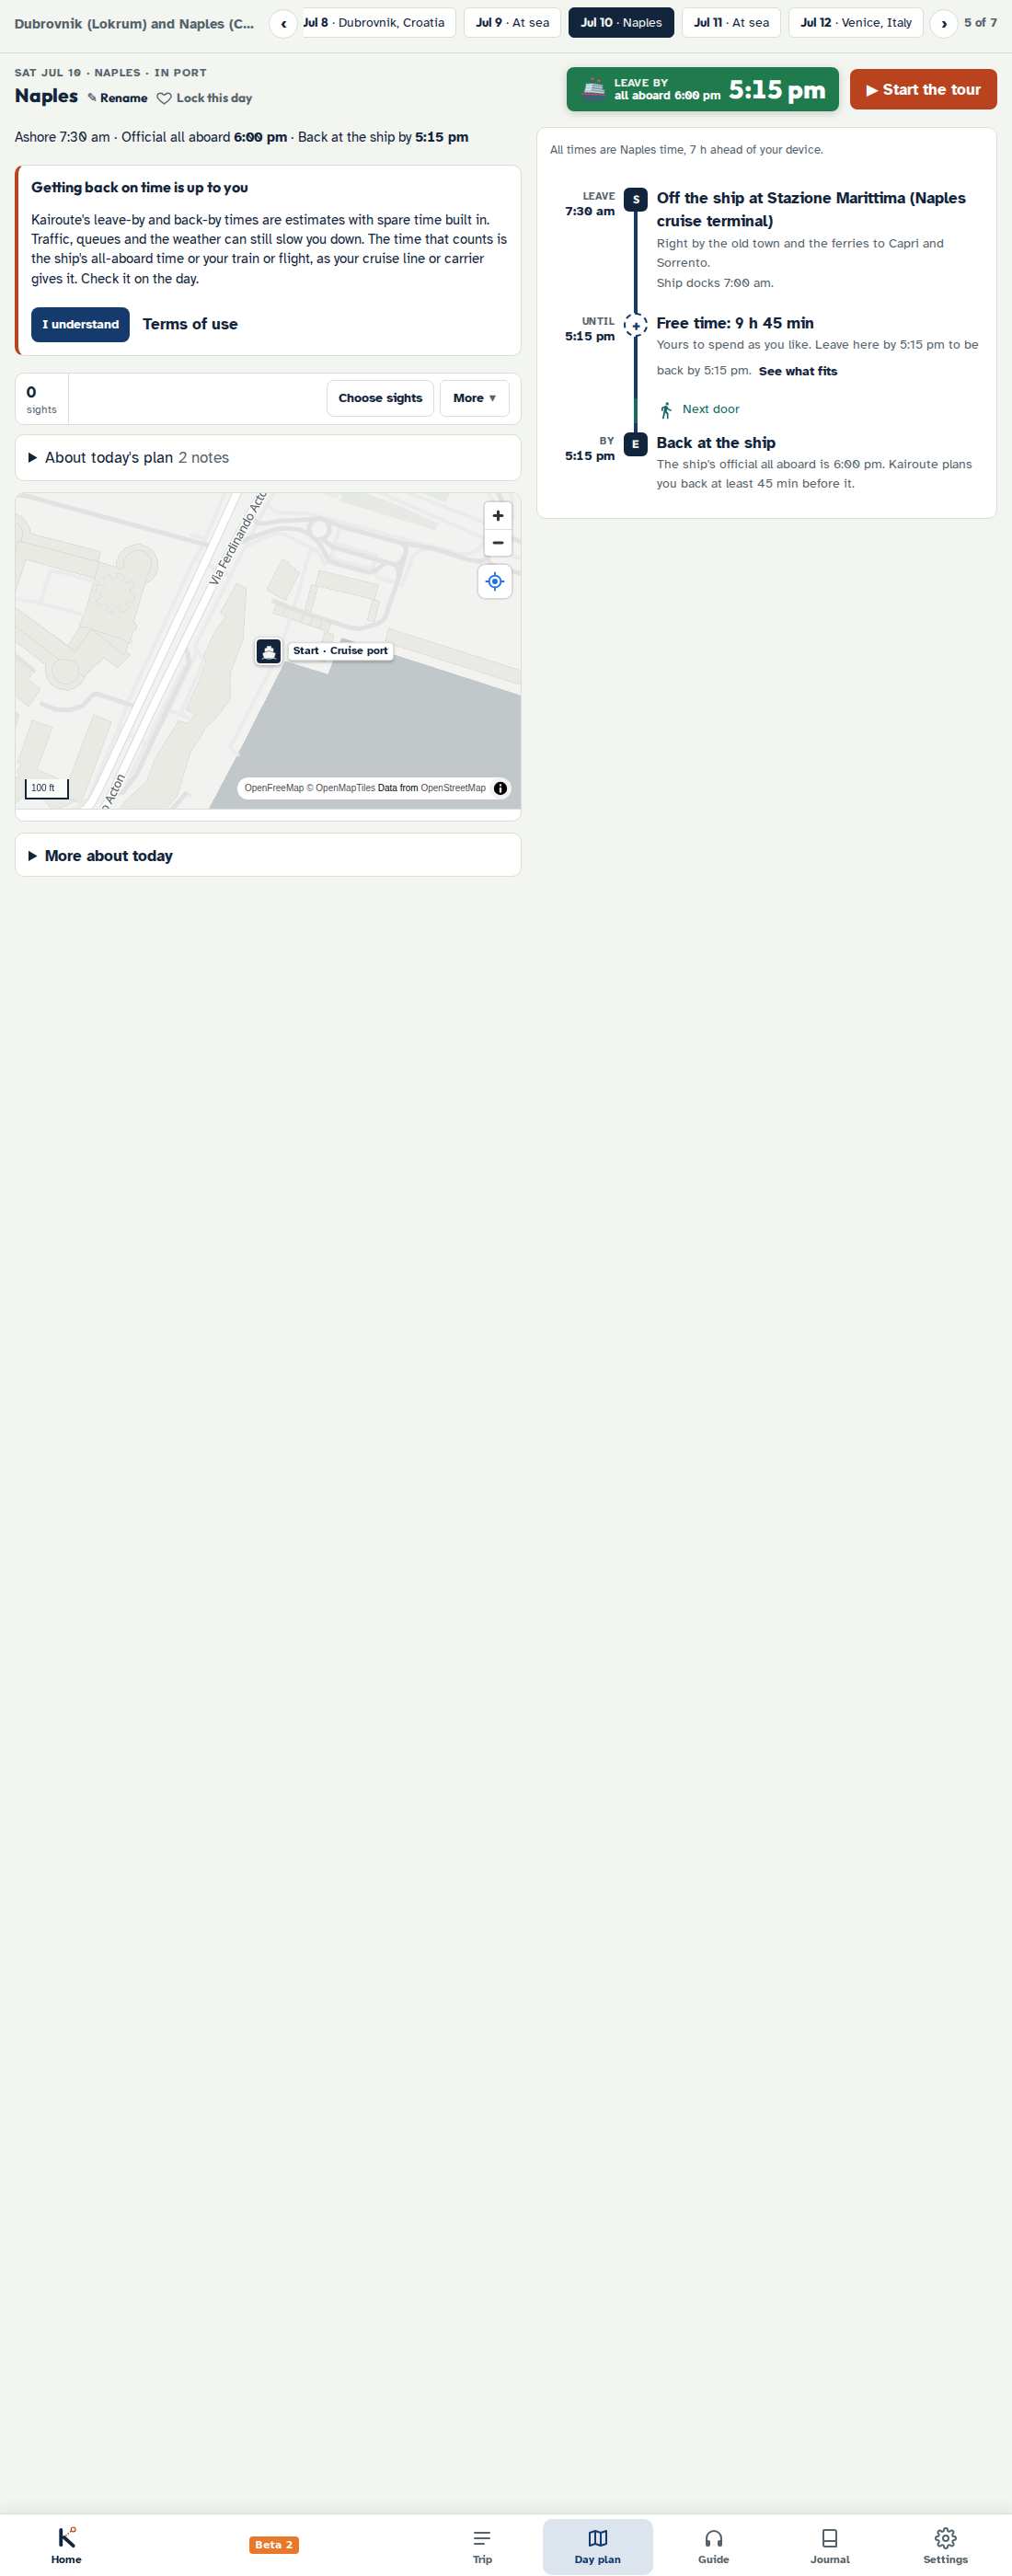 Dubrovnik (Lokrum) and Naples (C...
‹
Jul 8 · Dubrovnik, Croatia
Jul 9 · At sea
Jul 10 · Naples
Jul 11 · At sea
Jul 12 · Venice, Italy
›
5 of 7
SAT JUL 10 · NAPLES · IN PORT
Naples ✎ Rename Lock this day
LEAVE BY
all aboard 6:00 pm
5:15 pm
▶ Start the tour
Ashore 7:30 am · Official all aboard 6:00 pm · Back at the ship by 5:15 pm
Getting back on time is up to you
Kairoute's leave-by and back-by times are estimates with spare time built in.
Traffic, queues and the weather can still slow you down. The time that counts is
the ship's all-aboard time or your train or flight, as your cruise line or carrier
gives it. Check it on the day.
I understand
Terms of use
0
sights
Choose sights
More ▼
▶ About today's plan 2 notes
Via Ferdinando Acto
+
−
Start · Cruise port
o Acton
100 ft
OpenFreeMap © OpenMapTiles Data from OpenStreetMap
▶ More about today
All times are Naples time, 7 h ahead of your device.
LEAVE
7:30 am
S
Off the ship at Stazione Marittima (Naples
cruise terminal)
Right by the old town and the ferries to Capri and
Sorrento.
Ship docks 7:00 am.
UNTIL
5:15 pm
+
Free time: 9 h 45 min
Yours to spend as you like. Leave here by 5:15 pm to be
back by 5:15 pm. See what fits
Next door
BY
5:15 pm
E
Back at the ship
The ship's official all aboard is 6:00 pm. Kairoute plans
you back at least 45 min before it.
Home
Beta 2
Trip
Day plan
Guide
Journal
Settings